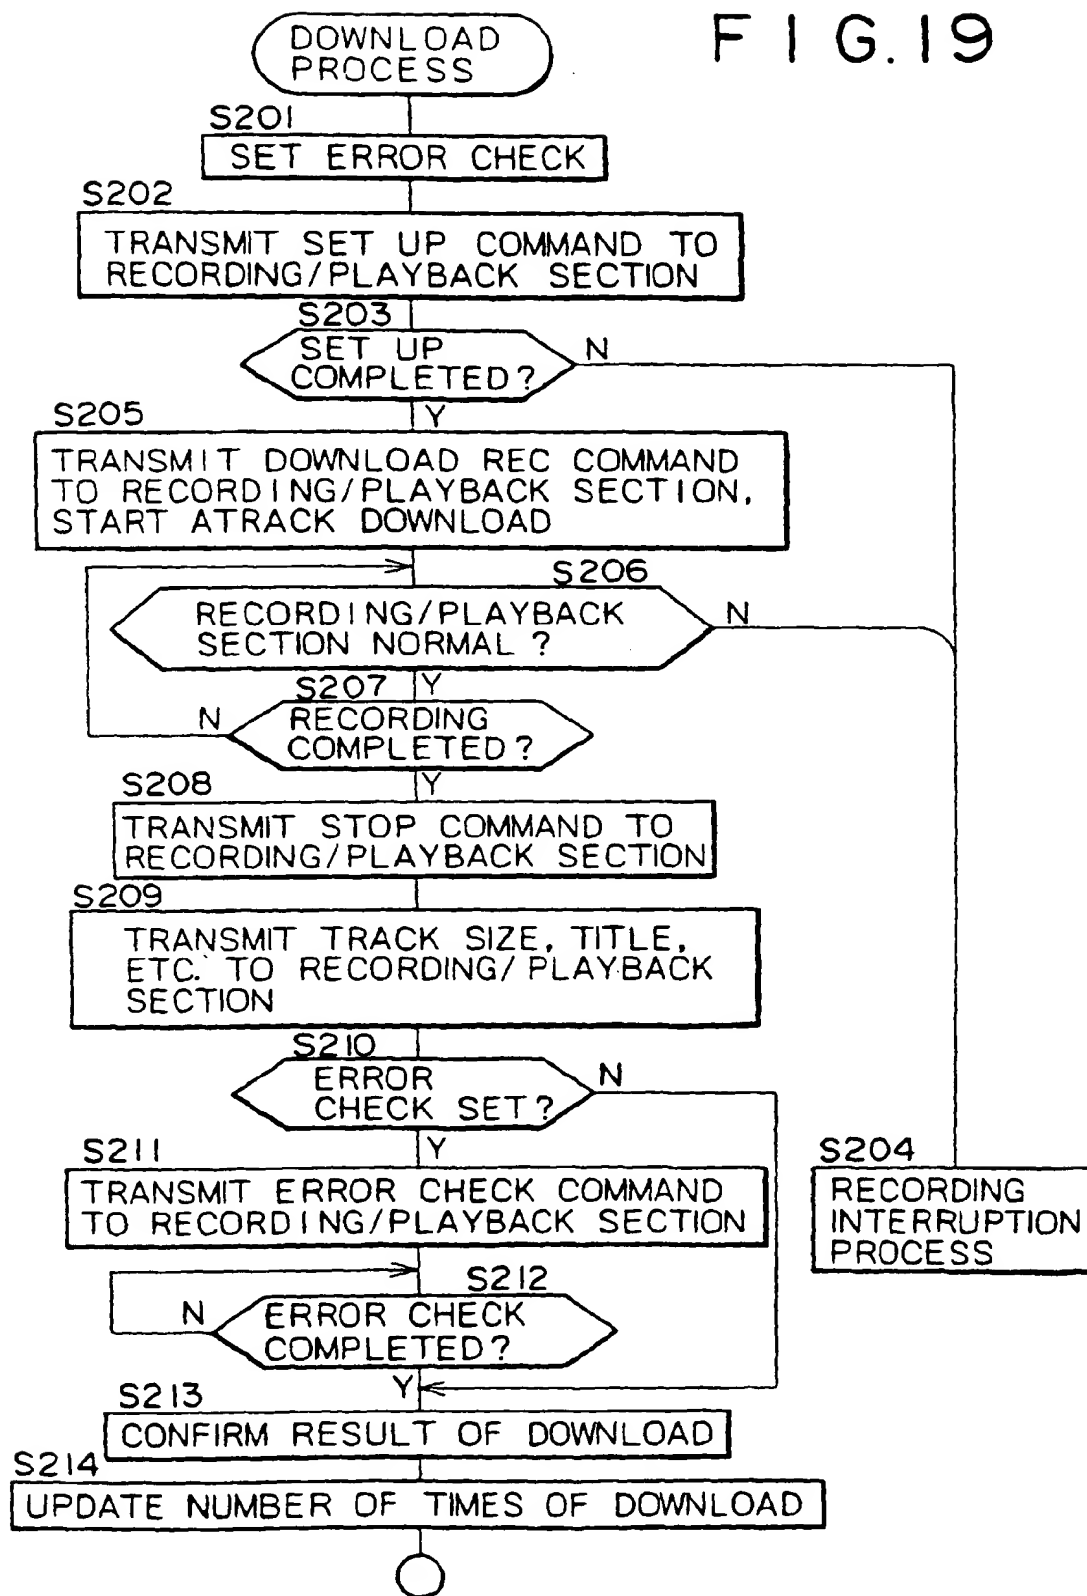 FIG.19
DOWNLOAD
PROCESS
S201
SET ERROR CHECK
S202
TRANSMIT SET UP COMMAND TO
RECORDING/PLAYBACK SECTION
S203
SET UP
COMPLETED?
N
Y
S205
TRANSMIT DOWNLOAD REC COMMAND
TO RECORDING/PLAYBACK SECTION,
START ATRACK DOWNLOAD
S206
RECORDING/PLAYBACK
SECTION NORMAL?
N
Y
S207
RECORDING
COMPLETED?
N
Y
S208
TRANSMIT STOP COMMAND TO
RECORDING/PLAYBACK SECTION
S209
TRANSMIT TRACK SIZE, TITLE,
ETC. TO RECORDING/PLAYBACK
SECTION
S210
ERROR
CHECK SET?
N
Y
S211
TRANSMIT ERROR CHECK COMMAND
TO RECORDING/PLAYBACK SECTION
S204
RECORDING
INTERRUPTION
PROCESS
S212
ERROR CHECK
COMPLETED?
N
Y
S213
CONFIRM RESULT OF DOWNLOAD
S214
UPDATE NUMBER OF TIMES OF DOWNLOAD